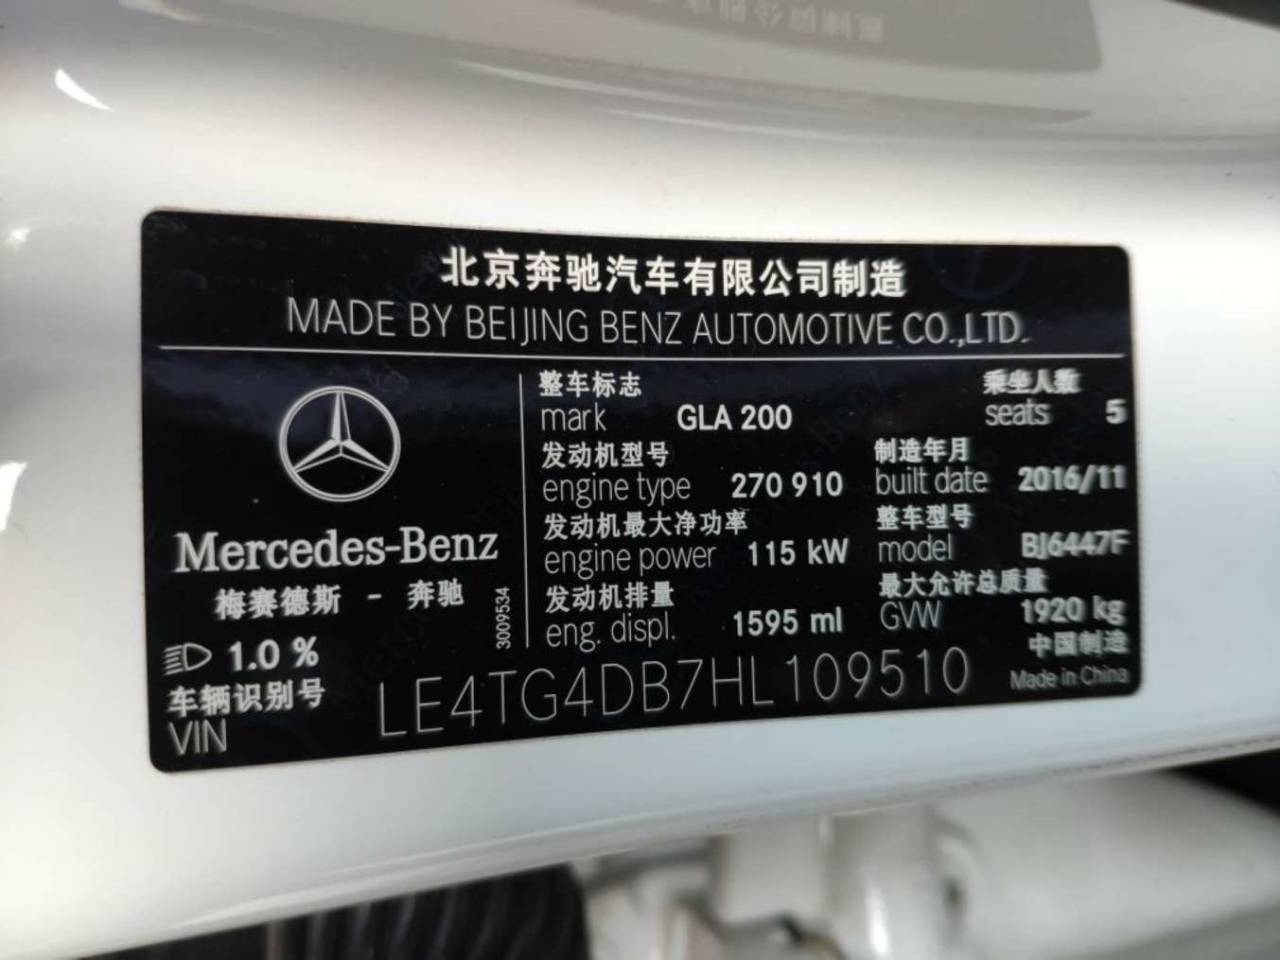 北京奔驰汽车有限公司制造
MADE BY BEIJING BENZ AUTOMOTIVE CO.,LTD.
Mercedes-Benz
梅赛德斯 - 奔驰
3009534
1.0 %
整车标志 乘坐人数
mark GLA 200 seats 5
发动机型号 制造年月
engine type 270 910 built date 2016/11
发动机最大净功率 整车型号
engine power 115 kW model BJ6447F
发动机排量 最大允许总质量
eng. displ. 1595 ml GVW 1920 kg
中国制造
Made in China
车辆识别号
VIN LE4TG4DB7HL109510